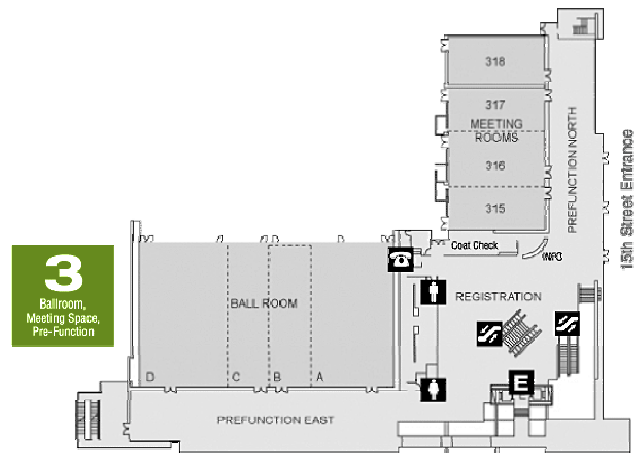 318
317
MEETING
ROOMS
316
315
PREFUNCTION NORTH
15th Street Entrance
Coat Check
INFO
3
Ballroom,
Meeting Space,
Pre-Function
BALL ROOM
REGISTRATION
D
C
B
A
E
PREFUNCTION EAST